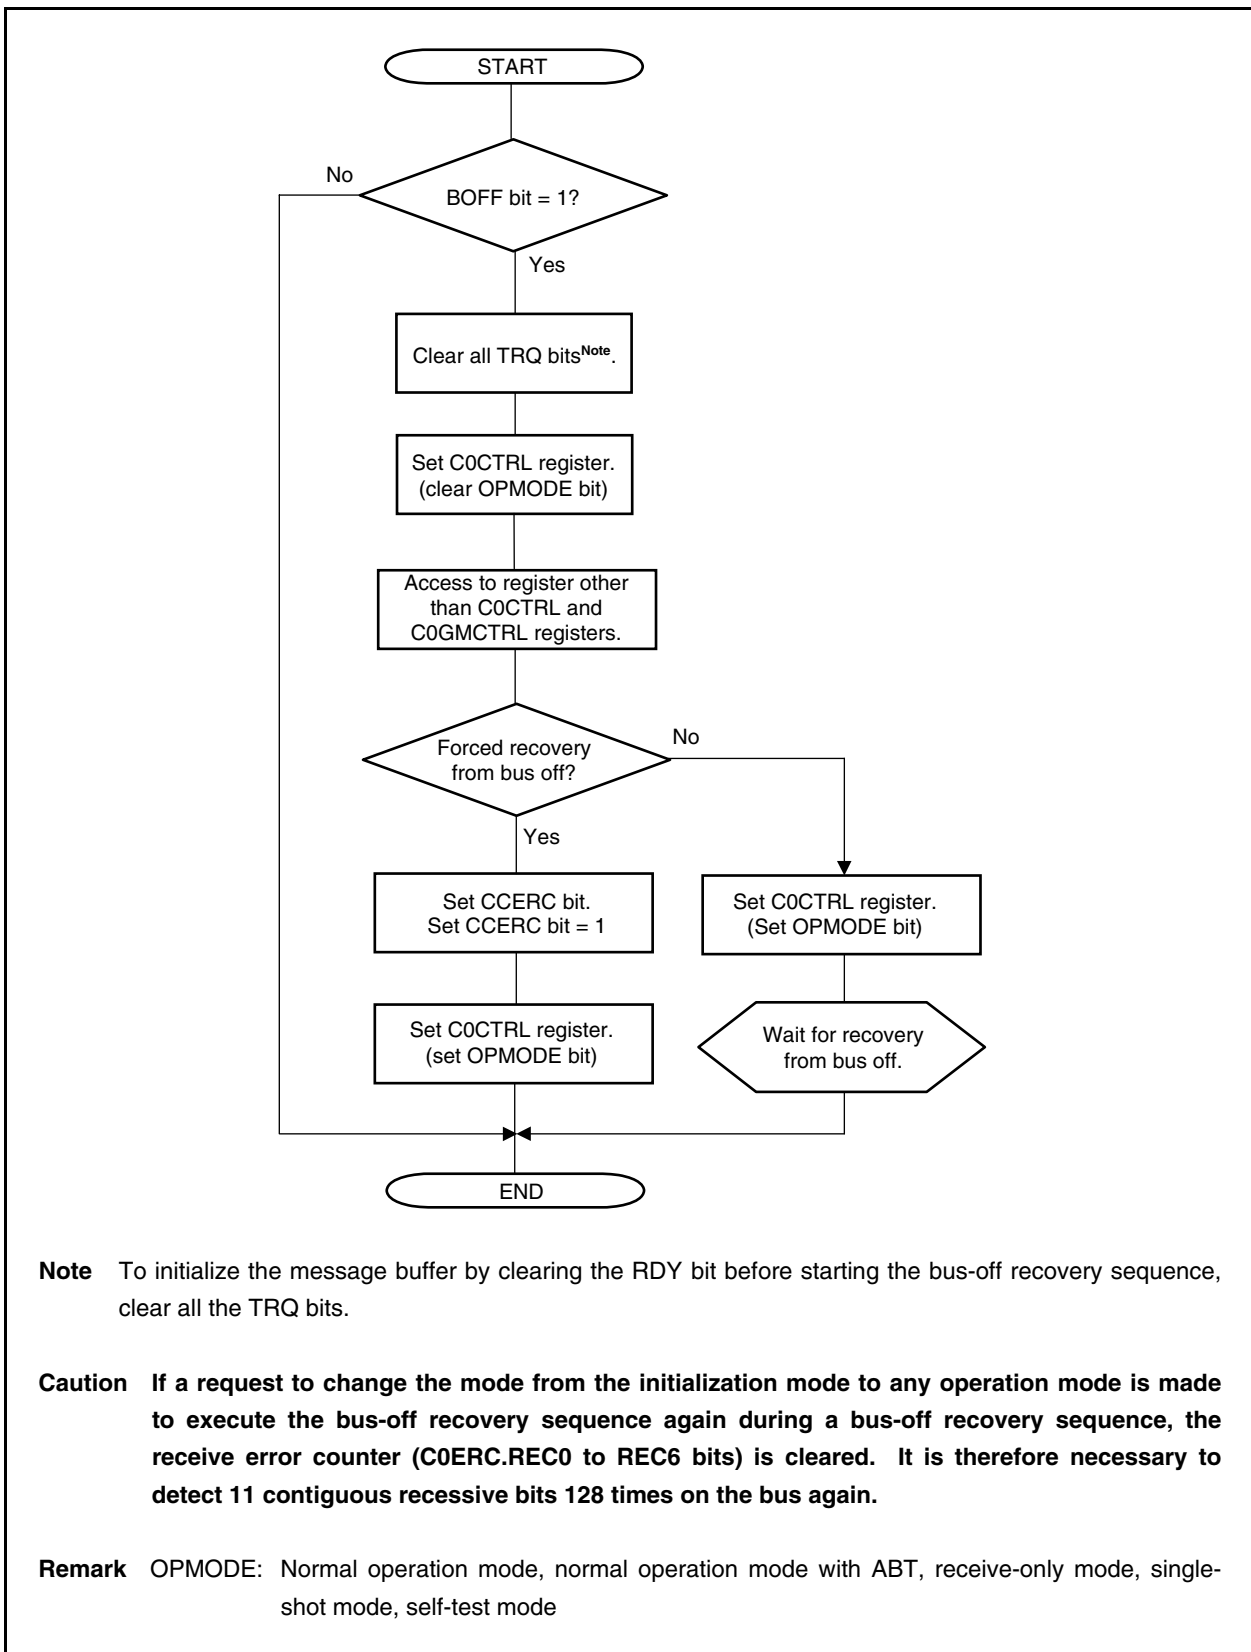 START
No
BOFF bit = 1?
Yes
Clear all TRQ bitsNote.
Set C0CTRL register.
(clear OPMODE bit)
Access to register other
than C0CTRL and
C0GMCTRL registers.
Forced recovery
from bus off?
No
Yes
Set CCERC bit.
Set CCERC bit = 1
Set C0CTRL register.
(Set OPMODE bit)
Set C0CTRL register.
(set OPMODE bit)
Wait for recovery
from bus off.
END
Note To initialize the message buffer by clearing the RDY bit before starting the bus-off recovery sequence,
clear all the TRQ bits.
Caution If a request to change the mode from the initialization mode to any operation mode is made
to execute the bus-off recovery sequence again during a bus-off recovery sequence, the
receive error counter (C0ERC.REC0 to REC6 bits) is cleared. It is therefore necessary to
detect 11 contiguous recessive bits 128 times on the bus again.
Remark OPMODE: Normal operation mode, normal operation mode with ABT, receive-only mode, single-
shot mode, self-test mode